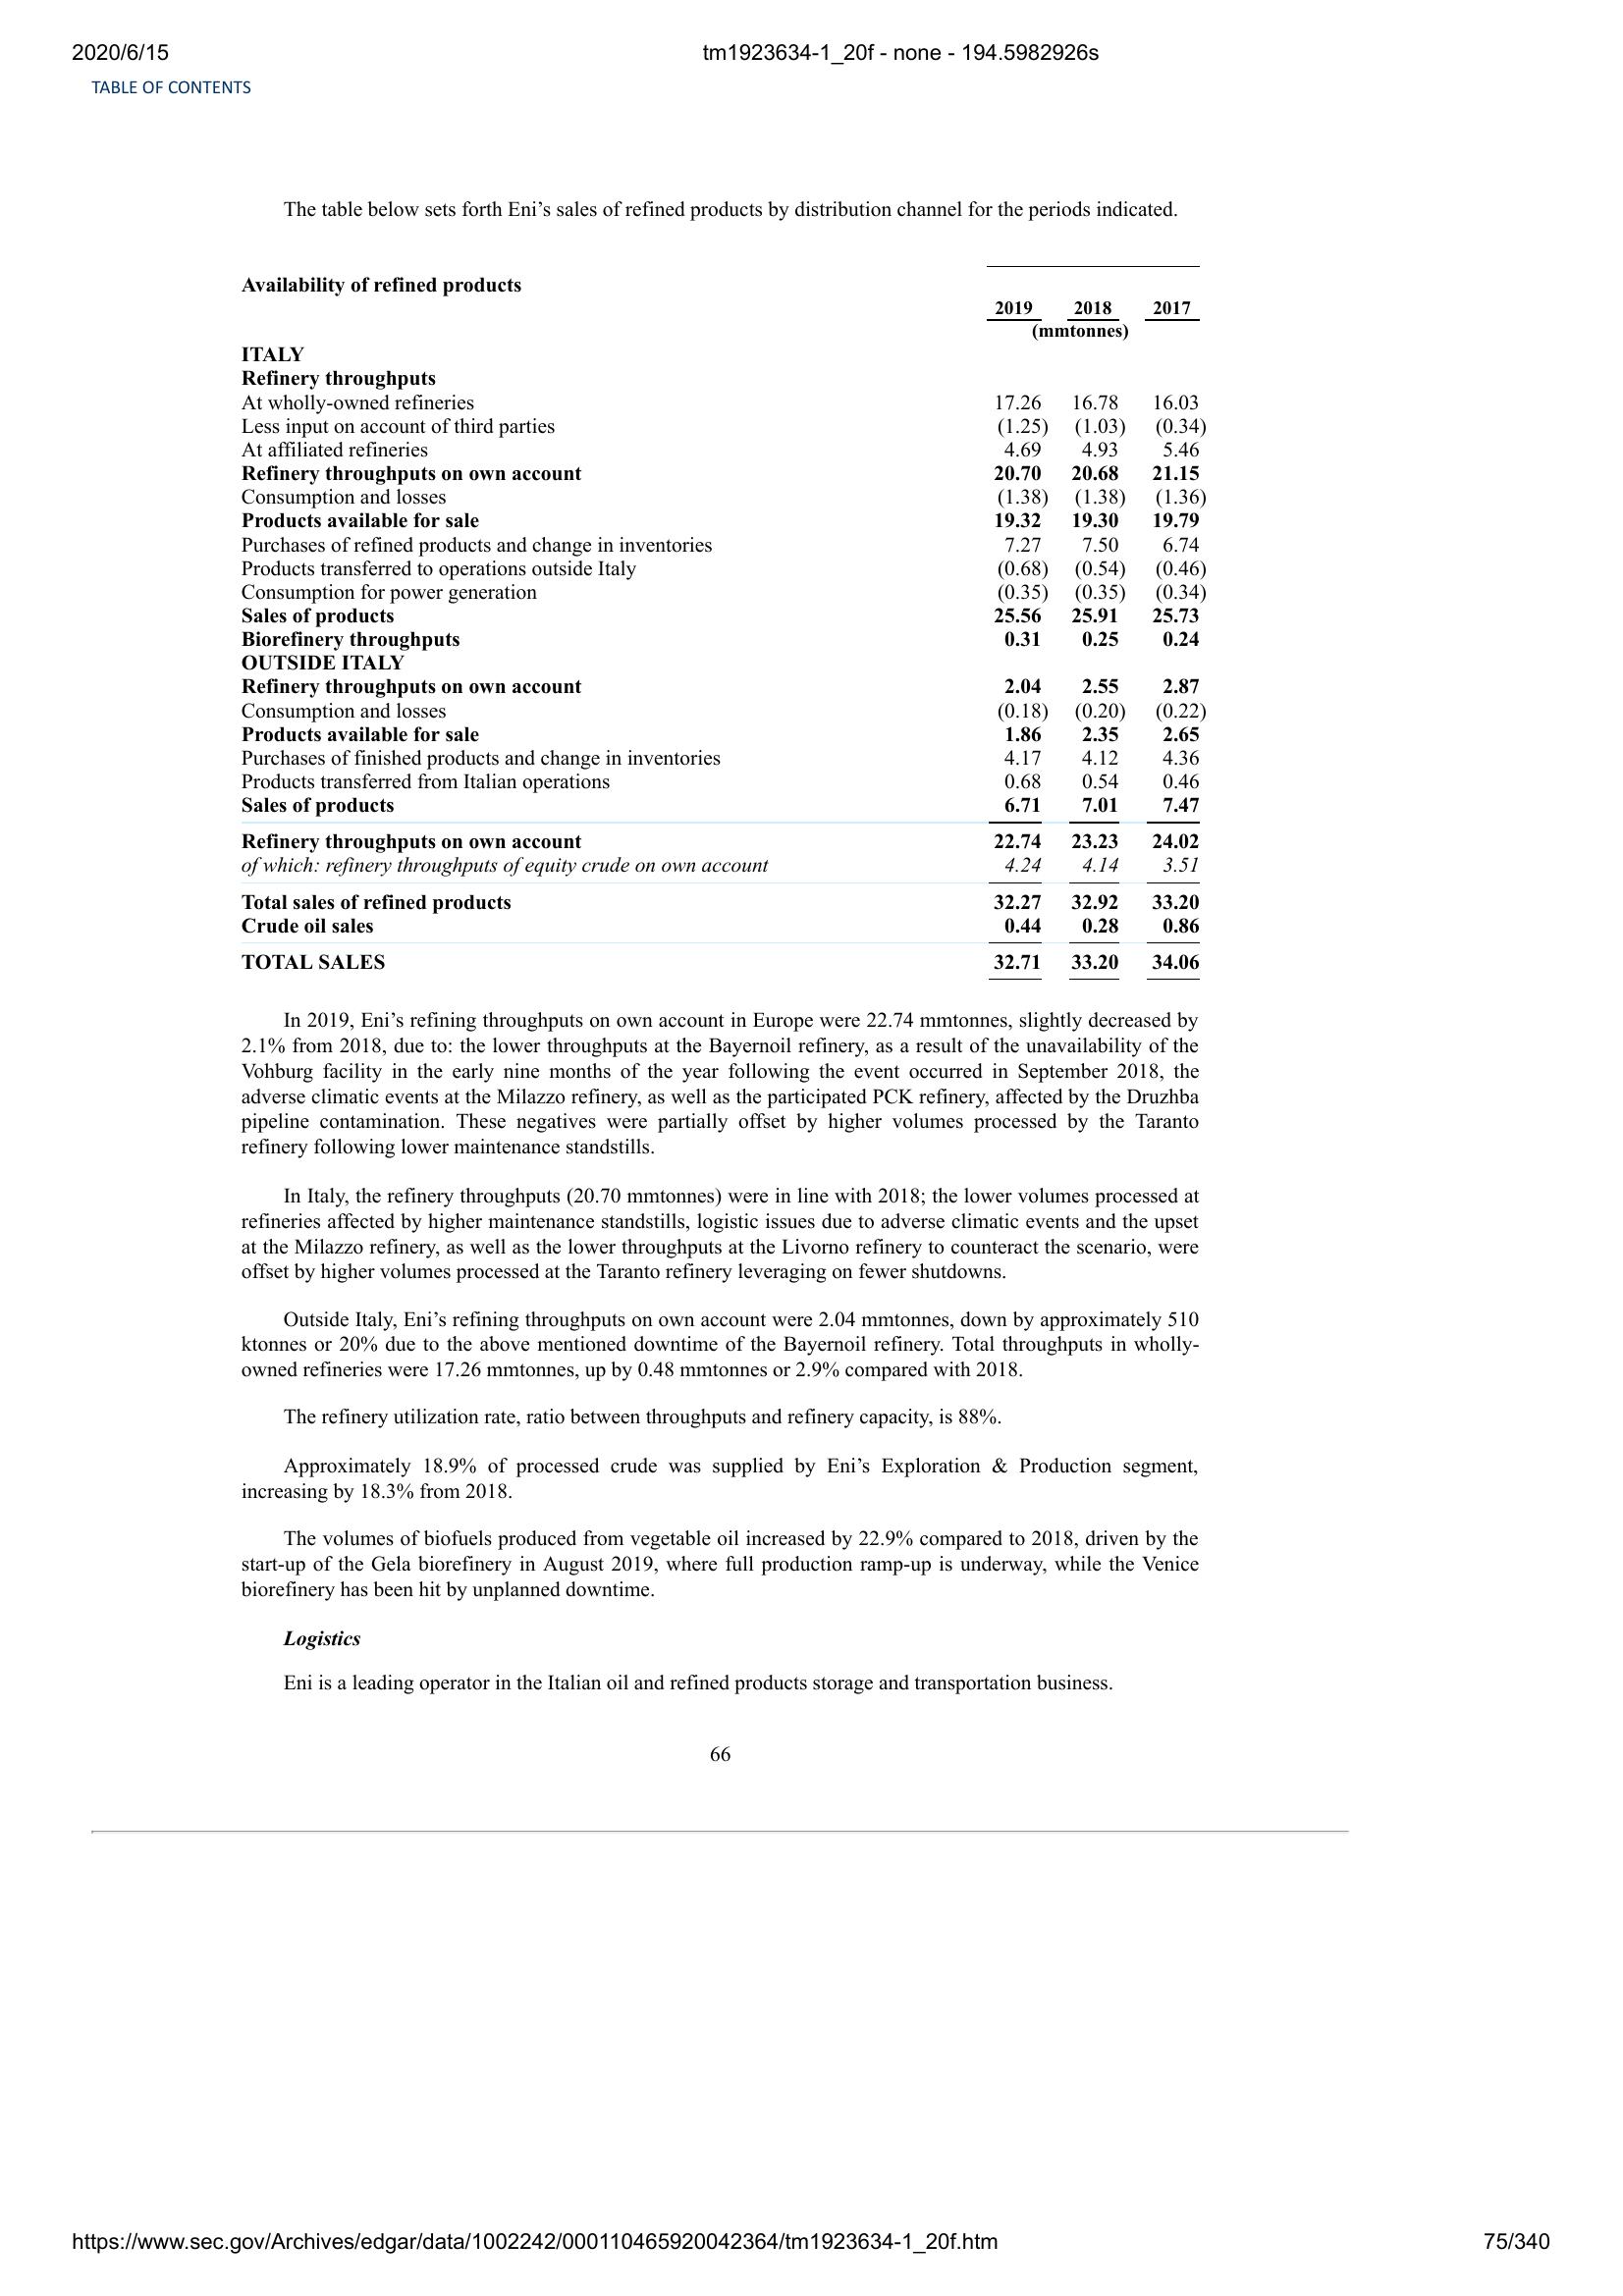 2020/6/15 tm1923634-1_20f - none - 194.5982926s
TABLE OF CONTENTS
The table below sets forth Eni’s sales of refined products by distribution channel for the periods indicated.
Availability of refined products
2019 2018 2017
(mmtonnes)
ITALY
Refinery throughputs
At wholly-owned refineries 17.26 16.78 16.03
Less input on account of third parties (1.25) (1.03) (0.34)
At affiliated refineries 4.69 4.93 5.46
Refinery throughputs on own account 20.70 20.68 21.15
Consumption and losses (1.38) (1.38) (1.36)
Products available for sale 19.32 19.30 19.79
Purchases of refined products and change in inventories 7.27 7.50 6.74
Products transferred to operations outside Italy (0.68) (0.54) (0.46)
Consumption for power generation (0.35) (0.35) (0.34)
Sales of products 25.56 25.91 25.73
Biorefinery throughputs 0.31 0.25 0.24
OUTSIDE ITALY
Refinery throughputs on own account 2.04 2.55 2.87
Consumption and losses (0.18) (0.20) (0.22)
Products available for sale 1.86 2.35 2.65
Purchases of finished products and change in inventories 4.17 4.12 4.36
Products transferred from Italian operations 0.68 0.54 0.46
Sales of products 6.71 7.01 7.47
Refinery throughputs on own account 22.74 23.23 24.02
of which: refinery throughputs of equity crude on own account 4.24 4.14 3.51
Total sales of refined products 32.27 32.92 33.20
Crude oil sales 0.44 0.28 0.86
TOTAL SALES 32.71 33.20 34.06
In 2019, Eni’s refining throughputs on own account in Europe were 22.74 mmtonnes, slightly decreased by
2.1% from 2018, due to: the lower throughputs at the Bayernoil refinery, as a result of the unavailability of the
Vohburg facility in the early nine months of the year following the event occurred in September 2018, the
adverse climatic events at the Milazzo refinery, as well as the participated PCK refinery, affected by the Druzhba
pipeline contamination. These negatives were partially offset by higher volumes processed by the Taranto
refinery following lower maintenance standstills.
In Italy, the refinery throughputs (20.70 mmtonnes) were in line with 2018; the lower volumes processed at
refineries affected by higher maintenance standstills, logistic issues due to adverse climatic events and the upset
at the Milazzo refinery, as well as the lower throughputs at the Livorno refinery to counteract the scenario, were
offset by higher volumes processed at the Taranto refinery leveraging on fewer shutdowns.
Outside Italy, Eni’s refining throughputs on own account were 2.04 mmtonnes, down by approximately 510
ktonnes or 20% due to the above mentioned downtime of the Bayernoil refinery. Total throughputs in wholly-
owned refineries were 17.26 mmtonnes, up by 0.48 mmtonnes or 2.9% compared with 2018.
The refinery utilization rate, ratio between throughputs and refinery capacity, is 88%.
Approximately 18.9% of processed crude was supplied by Eni’s Exploration & Production segment,
increasing by 18.3% from 2018.
The volumes of biofuels produced from vegetable oil increased by 22.9% compared to 2018, driven by the
start-up of the Gela biorefinery in August 2019, where full production ramp-up is underway, while the Venice
biorefinery has been hit by unplanned downtime.
Logistics
Eni is a leading operator in the Italian oil and refined products storage and transportation business.
66
https://www.sec.gov/Archives/edgar/data/1002242/000110465920042364/tm1923634-1_20f.htm 75/340